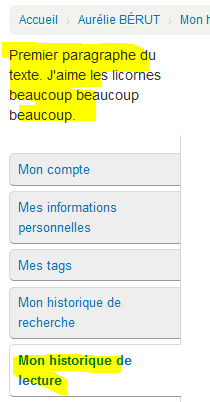 Accueil › Aurélie BÉRUT › Mon h
Premier paragraphe du
texte. J'aime les licornes
beaucoup beaucoup
beaucoup.
Mon compte
Mes informations
personnelles
Mes tags
Mon historique de
recherche
Mon historique de
lecture